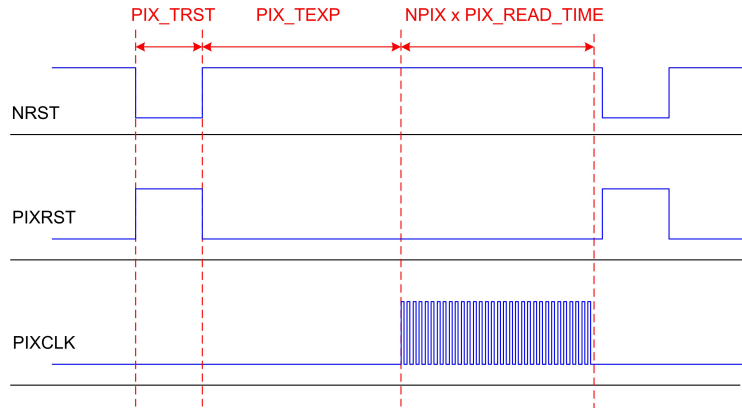 PIX_TRST PIX_TEXP NPIX x PIX_READ_TIME
NRST
PIXRST
PIXCLK